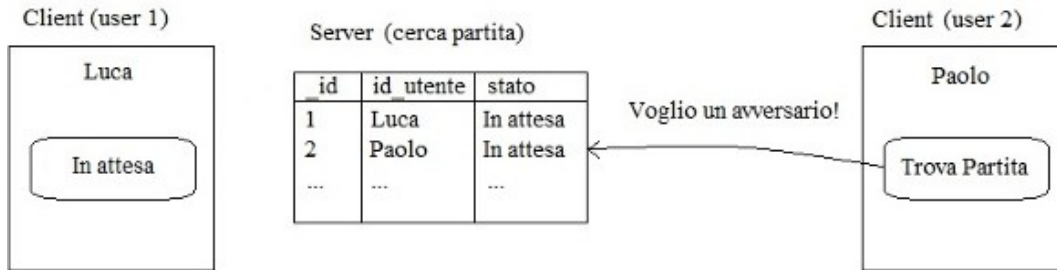 Client (user 1)
Luca
In attesa
Server (cerca partita)
_id id_utente stato
1 Luca In attesa
2 Paolo In attesa
... ... ...
Voglio un avversario!
Client (user 2)
Paolo
Trova Partita